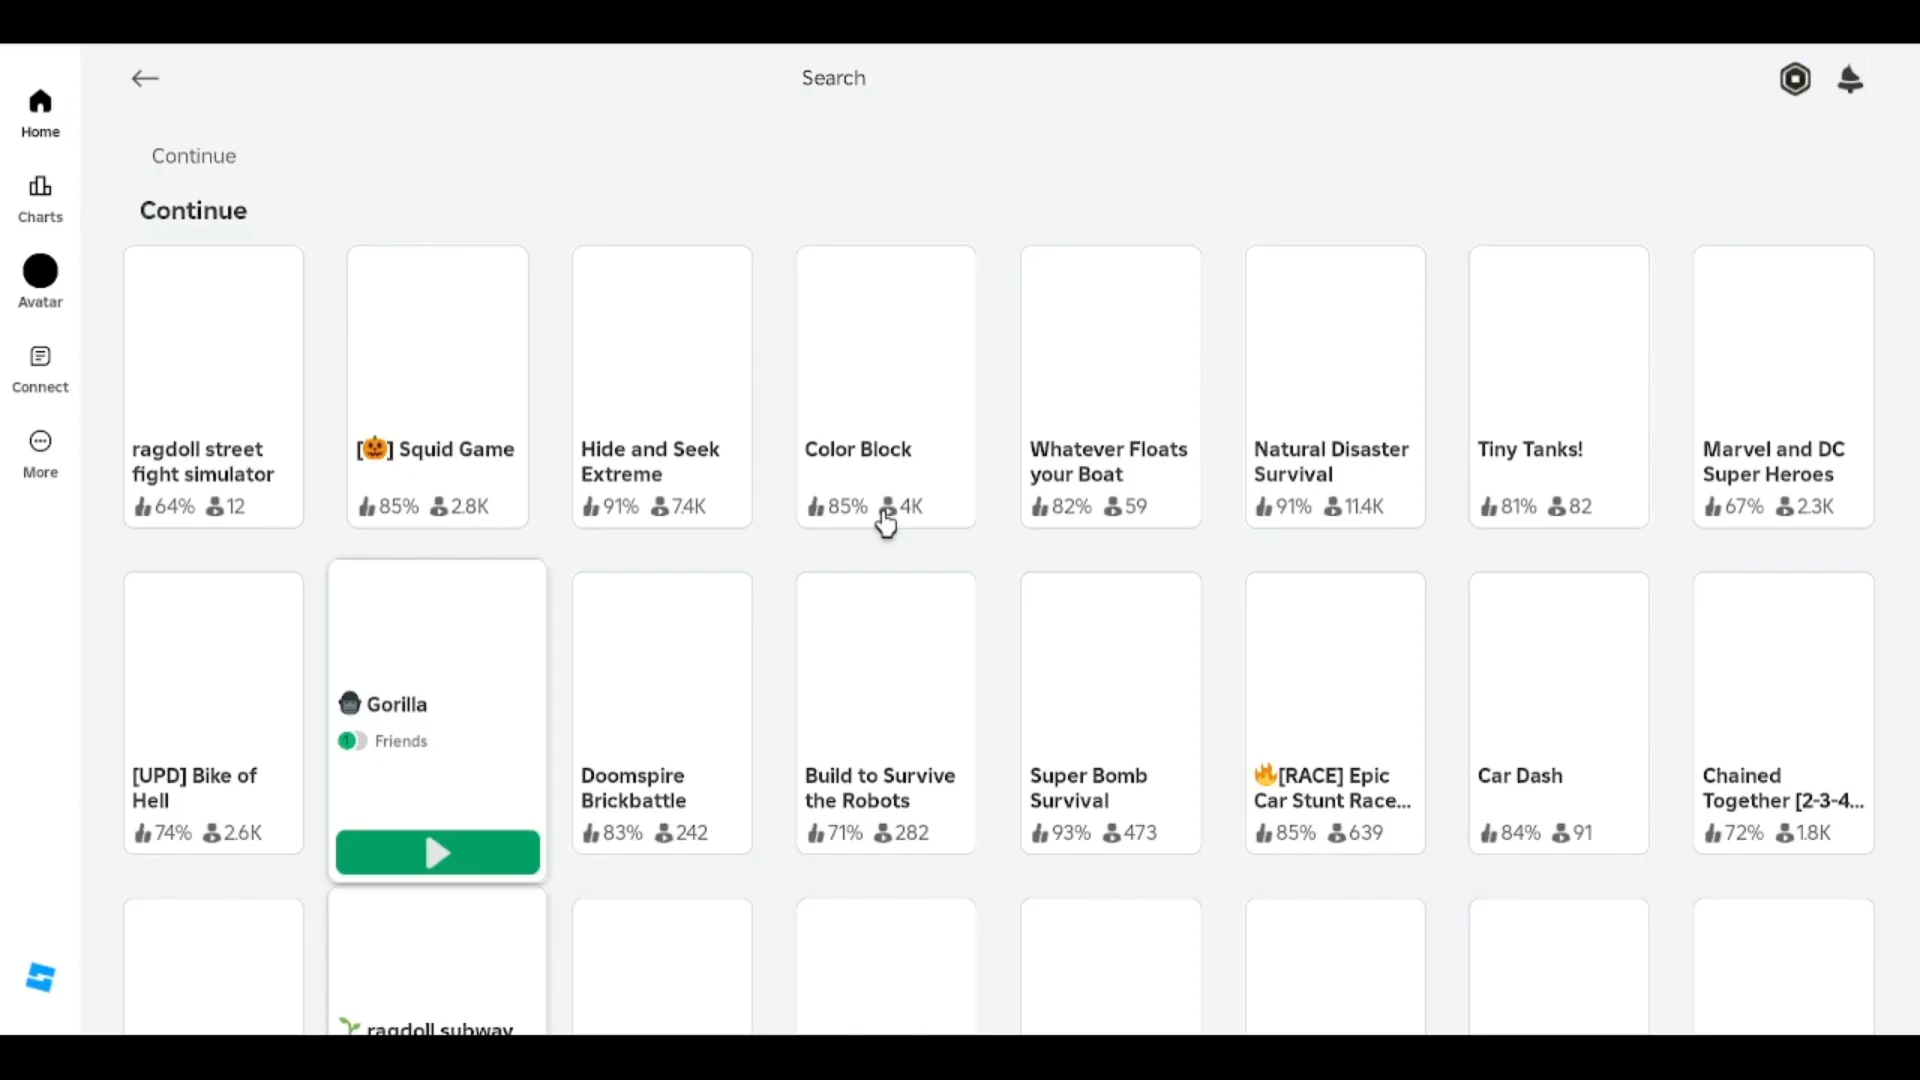 Search
Home
Charts
Avatar
Connect
More
Continue
Continue
ragdoll street
fight simulator
64% 12
[🎃] Squid Game
85% 2.8K
Hide and Seek
Extreme
91% 7.4K
Color Block
85% 4K
Whatever Floats
your Boat
82% 59
Natural Disaster
Survival
91% 11.4K
Tiny Tanks!
81% 82
Marvel and DC
Super Heroes
67% 2.3K
[UPD] Bike of
Hell
74% 2.6K
🦍 Gorilla
1 Friends
Doomspire
Brickbattle
83% 242
Build to Survive
the Robots
71% 282
Super Bomb
Survival
93% 473
🔥[RACE] Epic
Car Stunt Race...
85% 639
Car Dash
84% 91
Chained
Together [2-3-4...
72% 1.8K
🌱 ragdoll subway